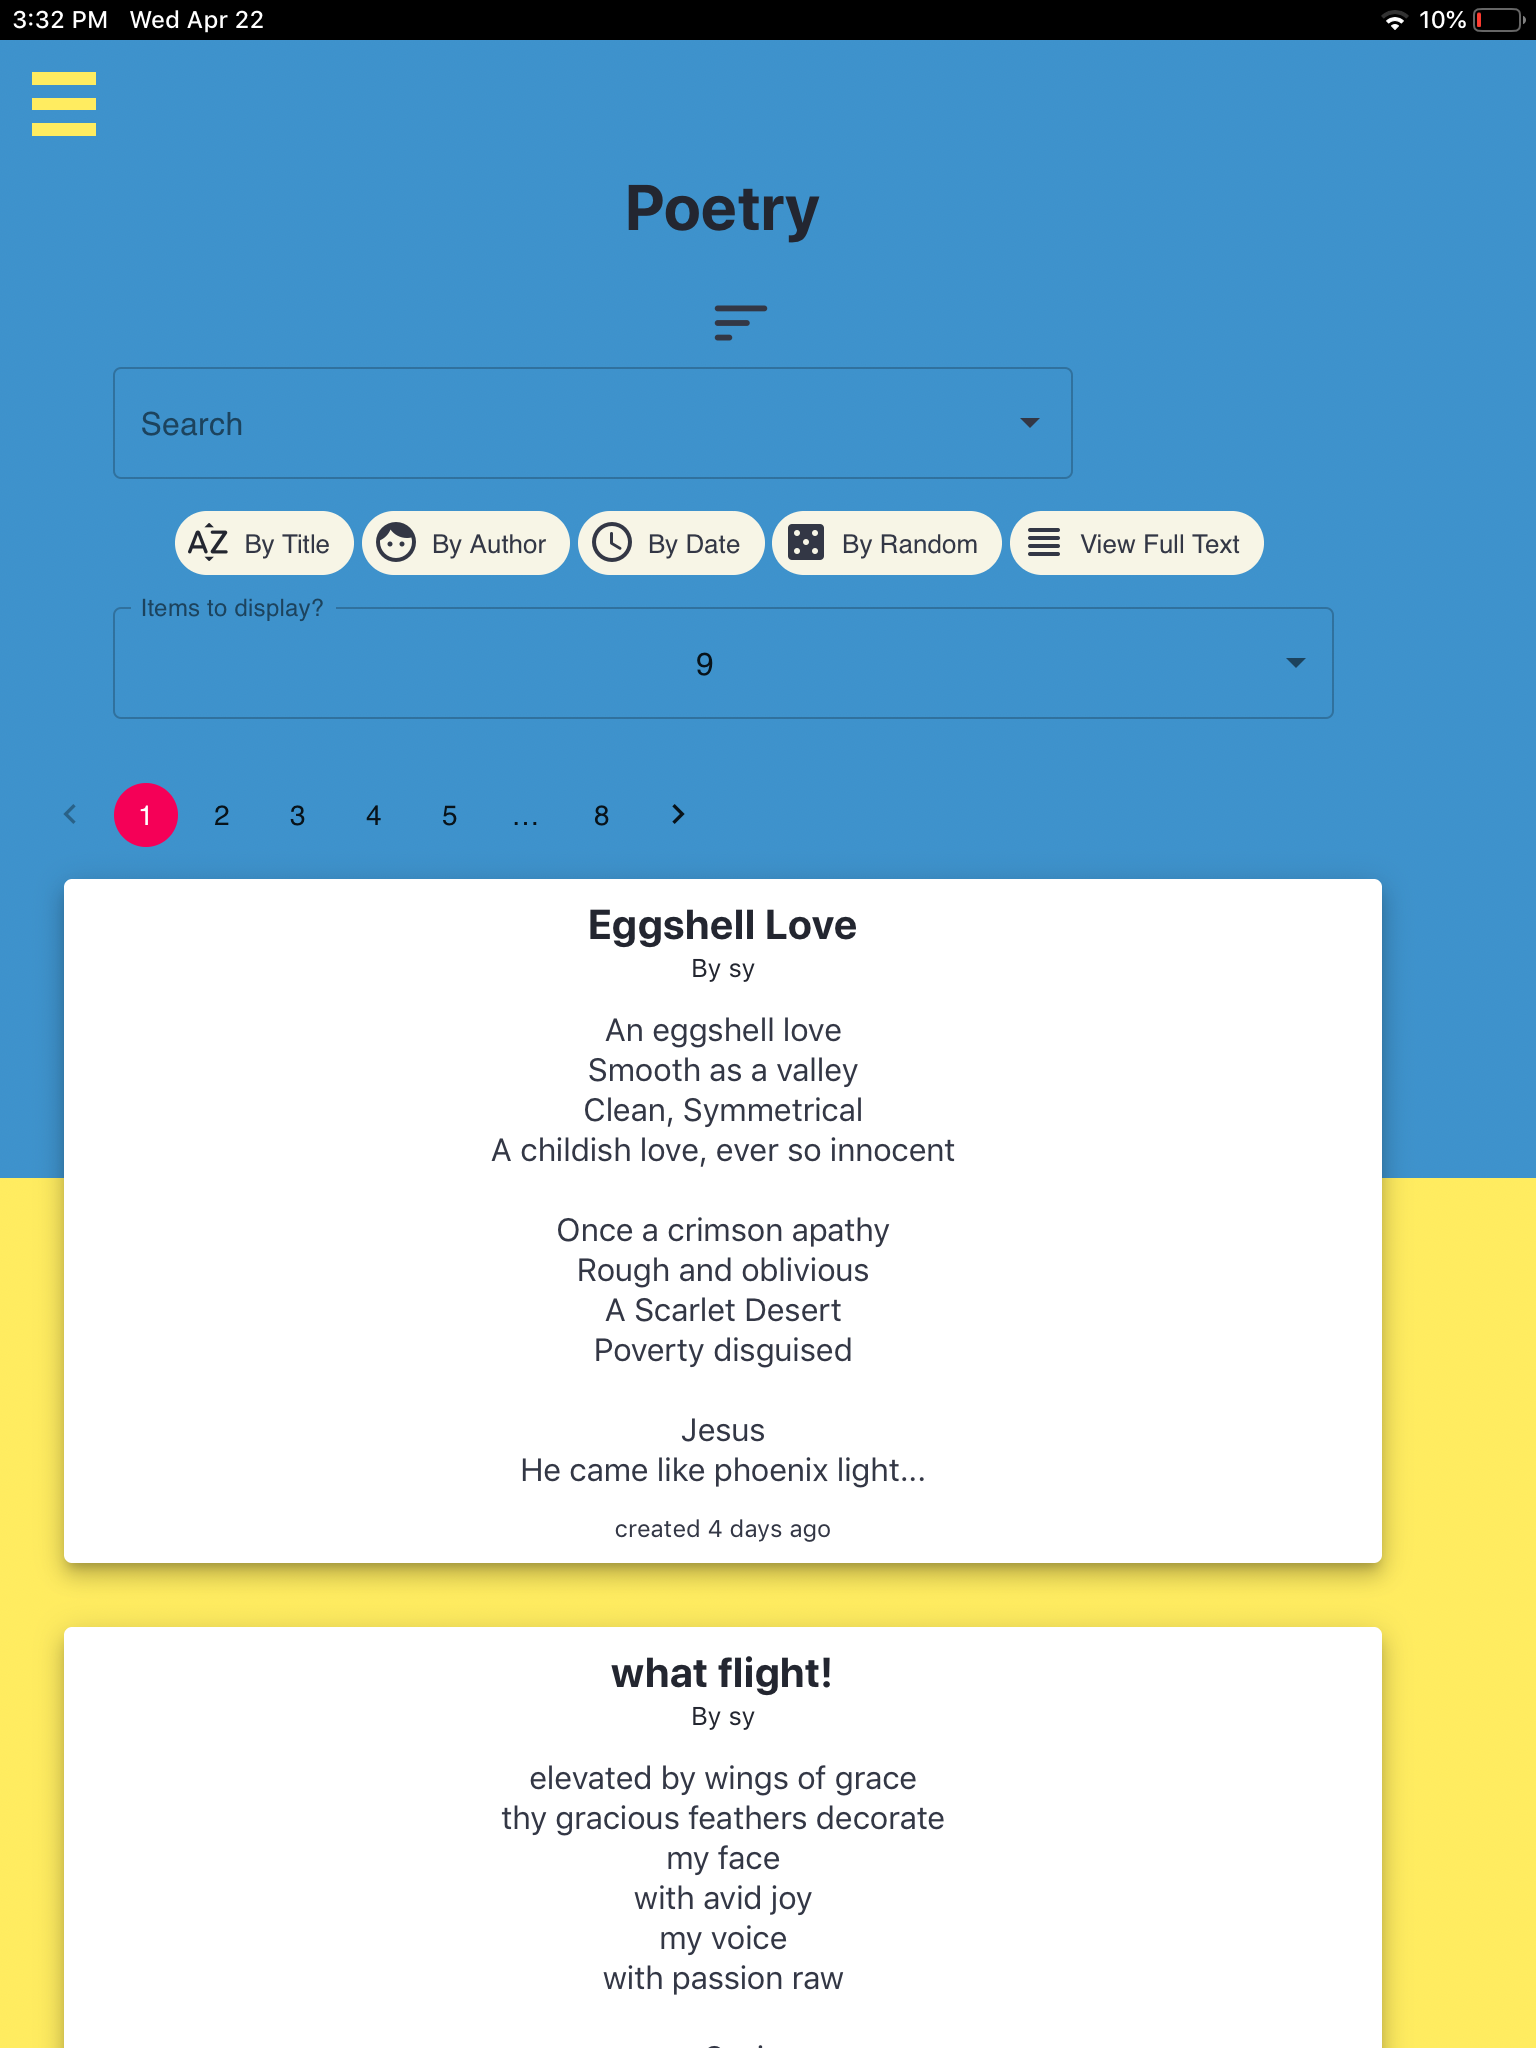 3:32 PM Wed Apr 22 10%
Poetry
Search
AZ By Title By Author By Date By Random View Full Text
Items to display?
9
1 2 3 4 5 ... 8
Eggshell Love
By sy
An eggshell love
Smooth as a valley
Clean, Symmetrical
A childish love, ever so innocent
Once a crimson apathy
Rough and oblivious
A Scarlet Desert
Poverty disguised
Jesus
He came like phoenix light...
created 4 days ago
what flight!
By sy
elevated by wings of grace
thy gracious feathers decorate
my face
with avid joy
my voice
with passion raw